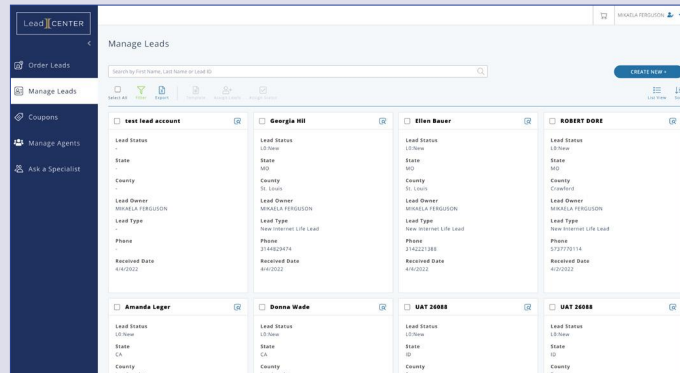 Lead CENTER
MIKAELA FERGUSON
Manage Leads
Order Leads
Manage Leads
Coupons
Manage Agents
Ask a Specialist
Search by First Name, Last Name or Lead ID
CREATE NEW +
Select All Filter Export Assign Leads
List View
test lead account
Lead Status
-
State
-
County
-
Lead Owner
MIKAELA FERGUSON
Lead Type
-
Phone
-
Received Date
4/4/2022
Georgia Hil
Lead Status
L0:New
State
MO
County
St. Louis
Lead Owner
MIKAELA FERGUSON
Lead Type
New Internet Life Lead
Phone
3144829474
Received Date
4/4/2022
Ellen Bauer
Lead Status
L0:New
State
MO
County
St. Louis
Lead Owner
MIKAELA FERGUSON
Lead Type
New Internet Life Lead
Phone
3142221388
Received Date
4/4/2022
ROBERT DORE
Lead Status
L0:New
State
MO
County
Crawford
Lead Owner
MIKAELA FERGUSON
Lead Type
New Internet Life Lead
Phone
5737770114
Received Date
4/2/2022
Amanda Leger
Lead Status
L0:New
State
CA
County
Donna Wade
Lead Status
L0:New
State
CA
County
UAT 26088
Lead Status
L0:New
State
ID
County
UAT 26088
Lead Status
L0:New
State
ID
County